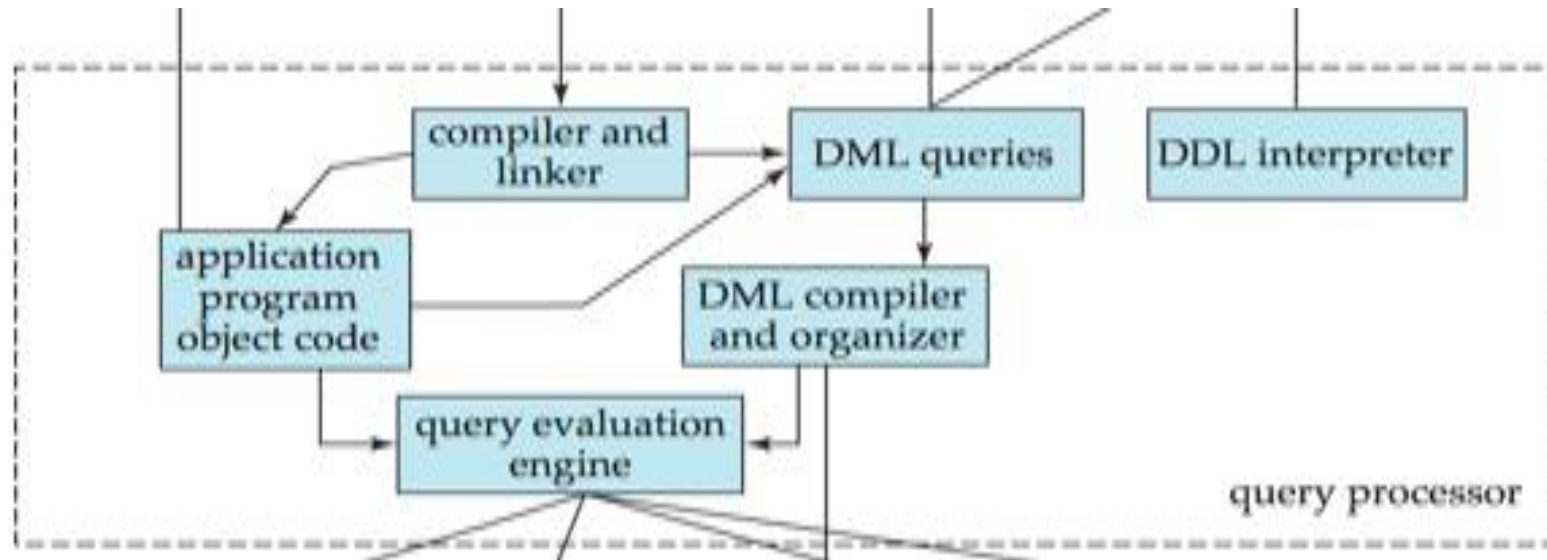 compiler and
linker
DML queries
DDL interpreter
application
program
object code
DML compiler
and organizer
query evaluation
engine
query processor